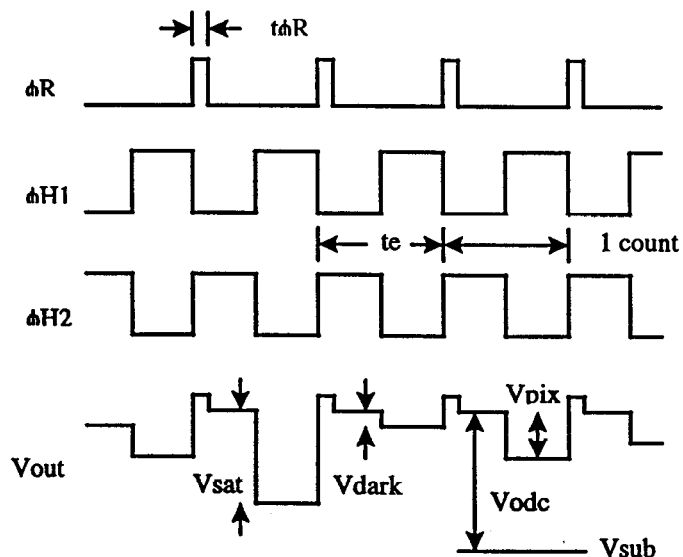 tϕR
ϕR
ϕH1
te
1 count
ϕH2
Vpix
Vout
Vsat
Vdark
Vodc
Vsub